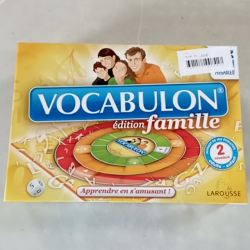 VOCABULON®
édition famille
2
Apprendre en s'amusant !
LAROUSSE